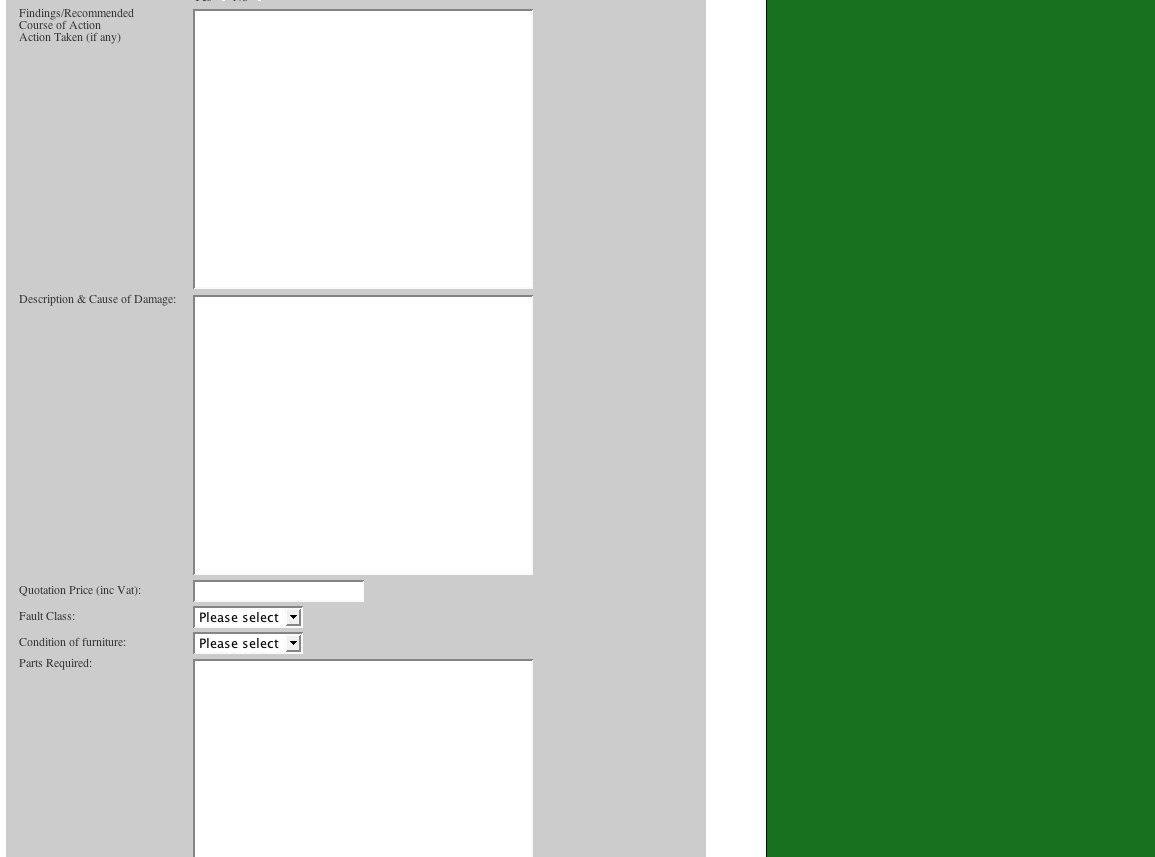 Findings/Recommended
Course of Action
Action Taken (if any)
Description & Cause of Damage:
Quotation Price (inc Vat):
Fault Class:
Please select
Condition of furniture:
Please select
Parts Required: